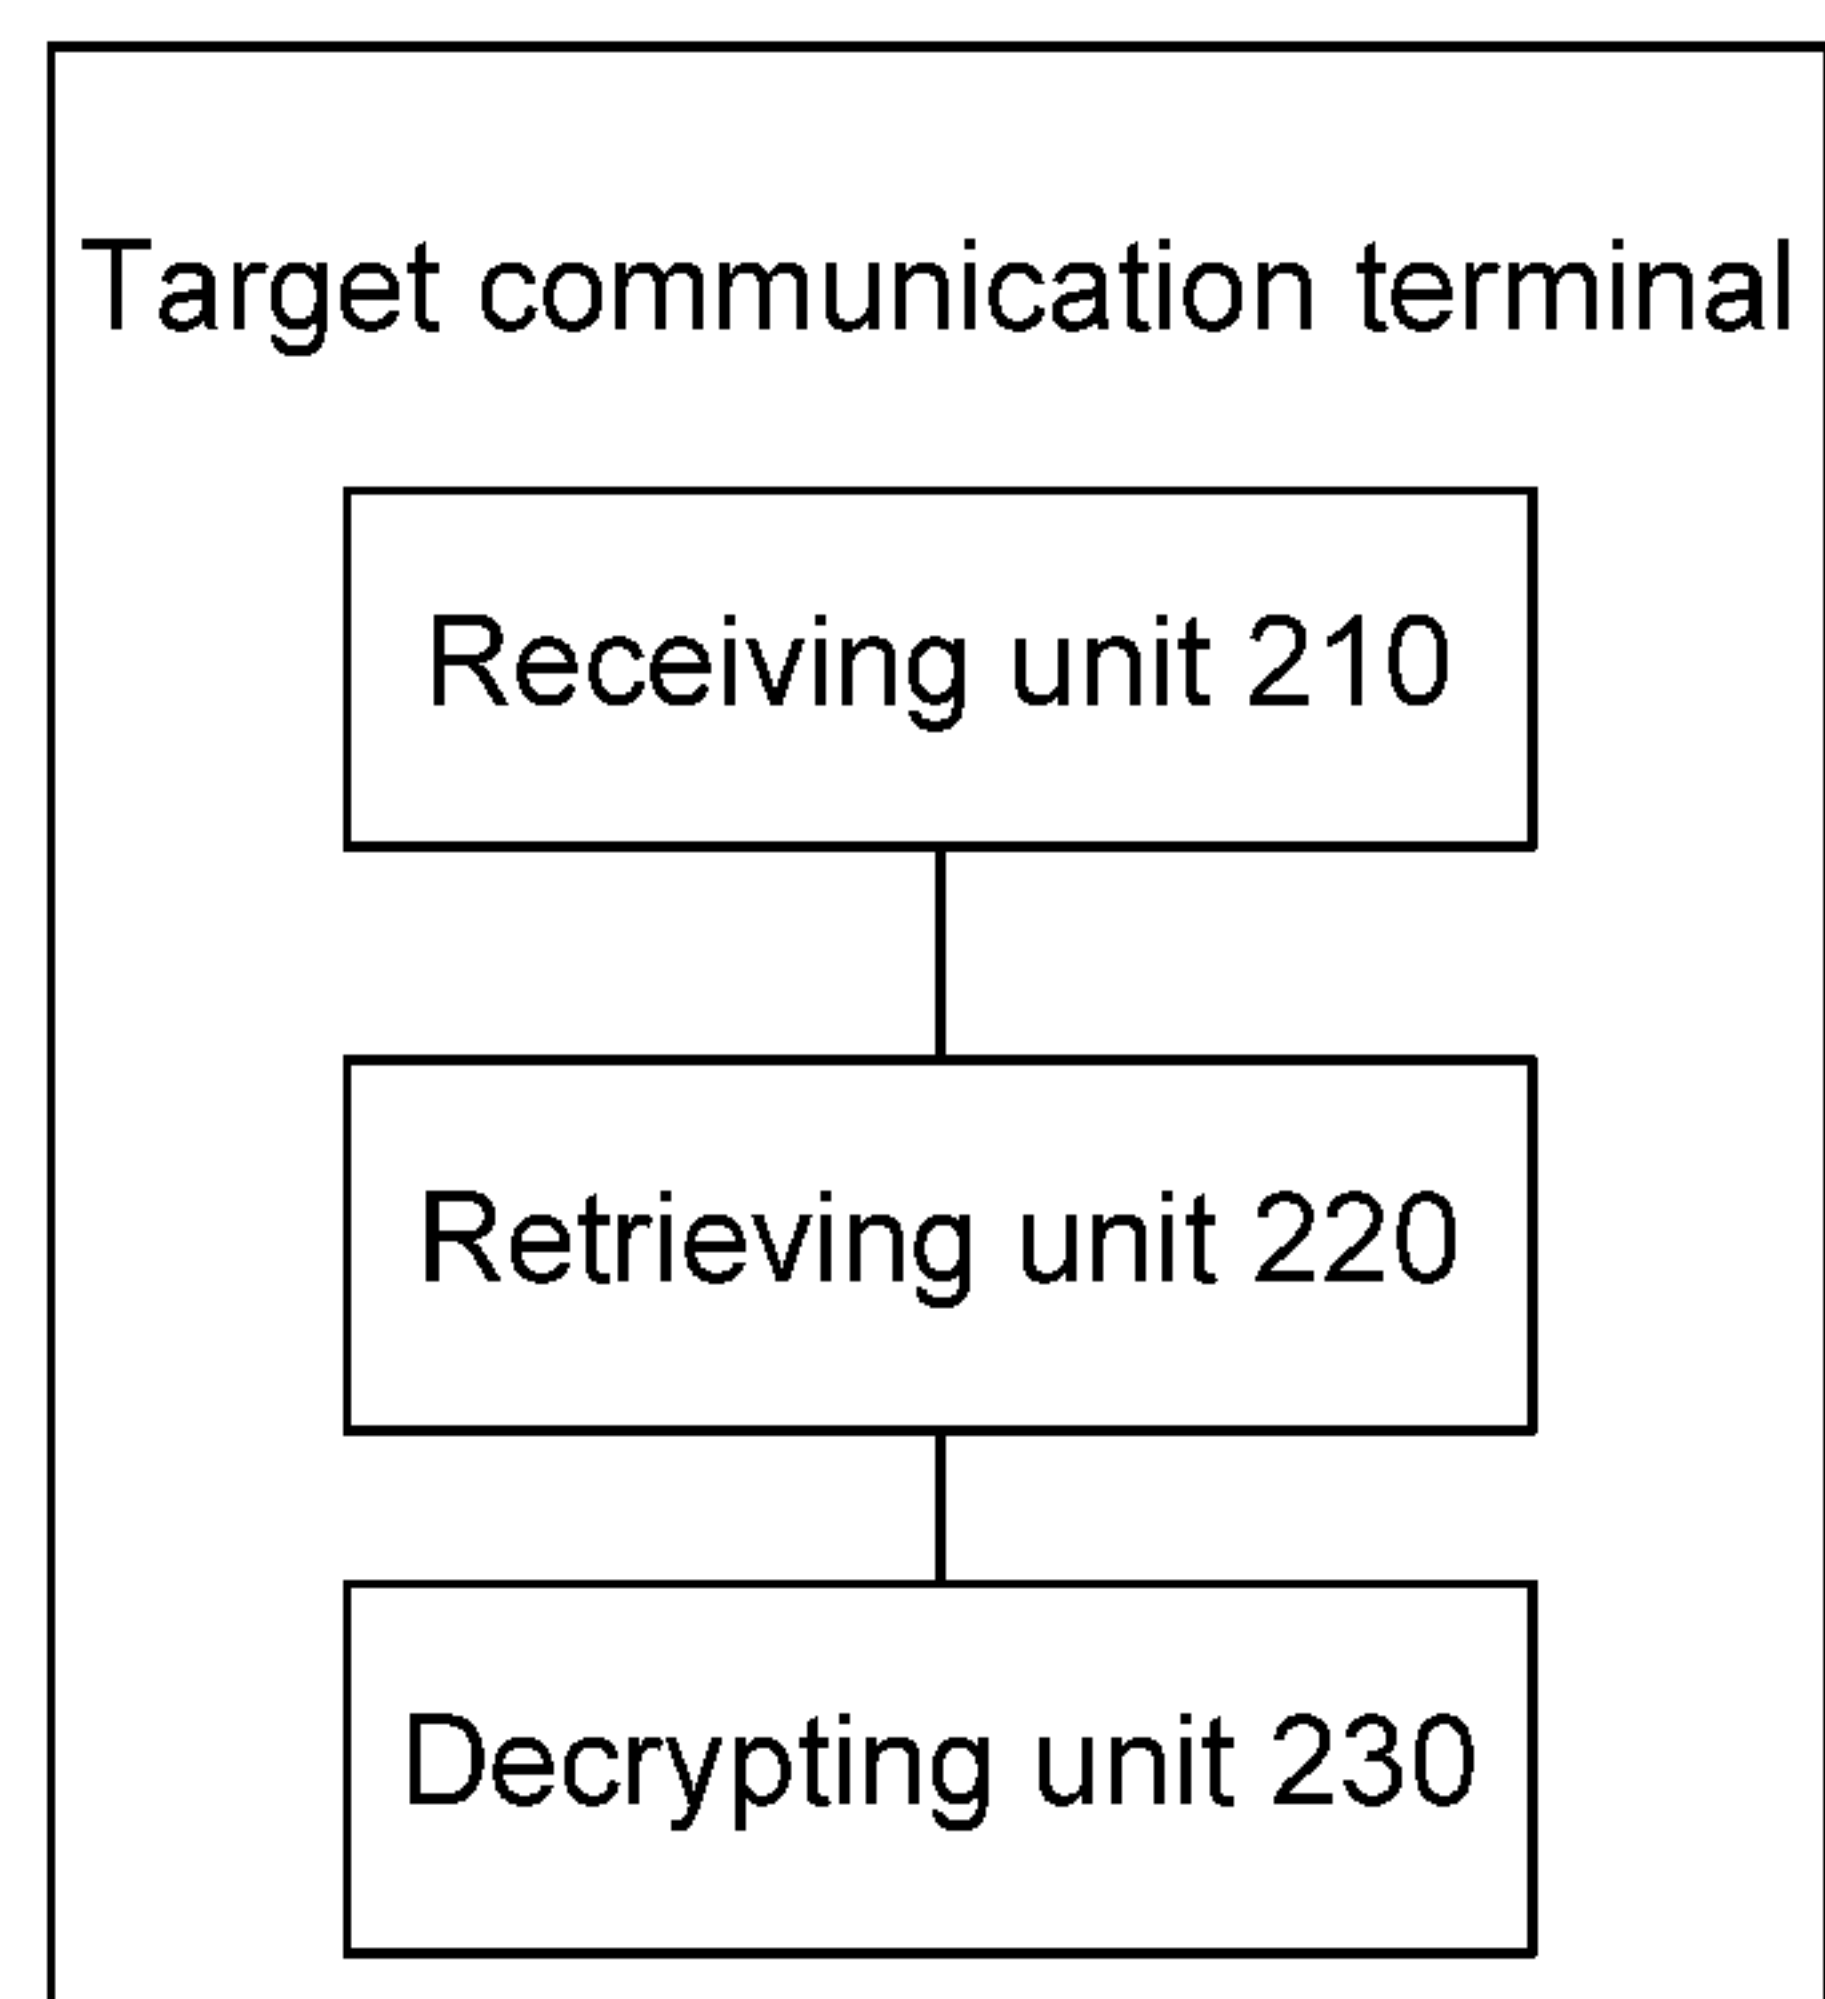 Target communication terminal
Receiving unit 210
Retrieving unit 220
Decrypting unit 230